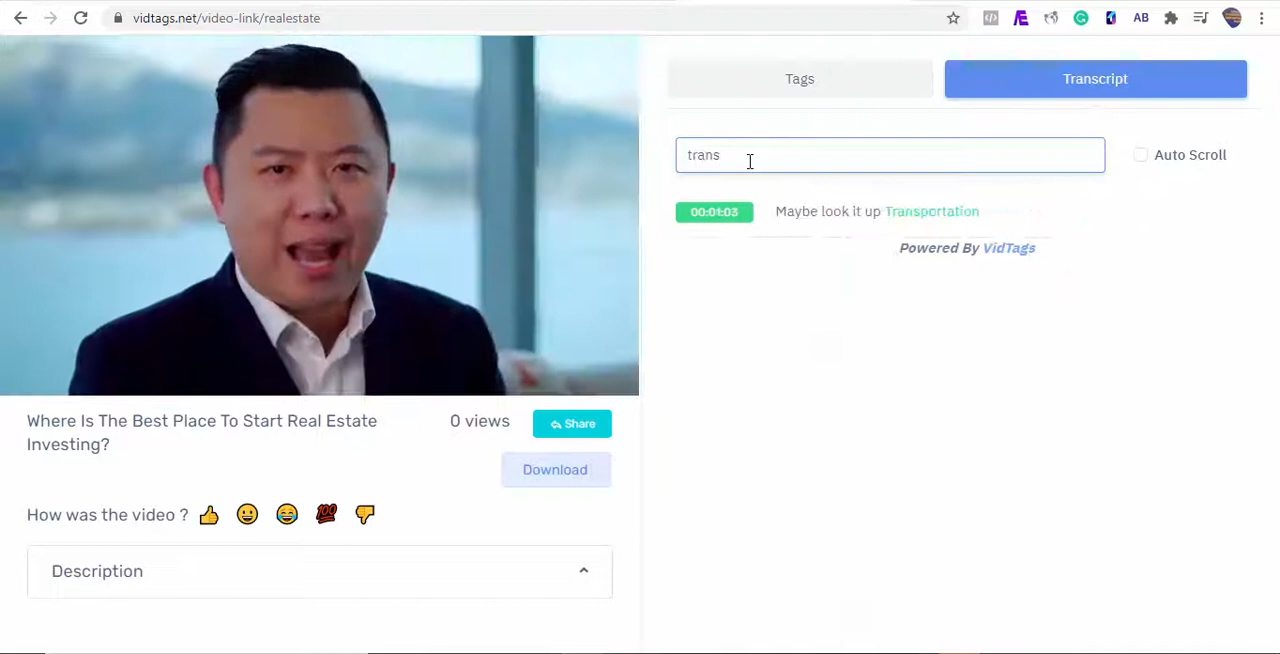 vidtags.net/video-link/realestate
AB
Tags
Transcript
trans
Auto Scroll
00:01:03 Maybe look it up Transportation
Powered By VidTags
Where Is The Best Place To Start Real Estate
Investing?
0 views
Share
Download
How was the video ? 👍 😀 😂 💯 👎
Description